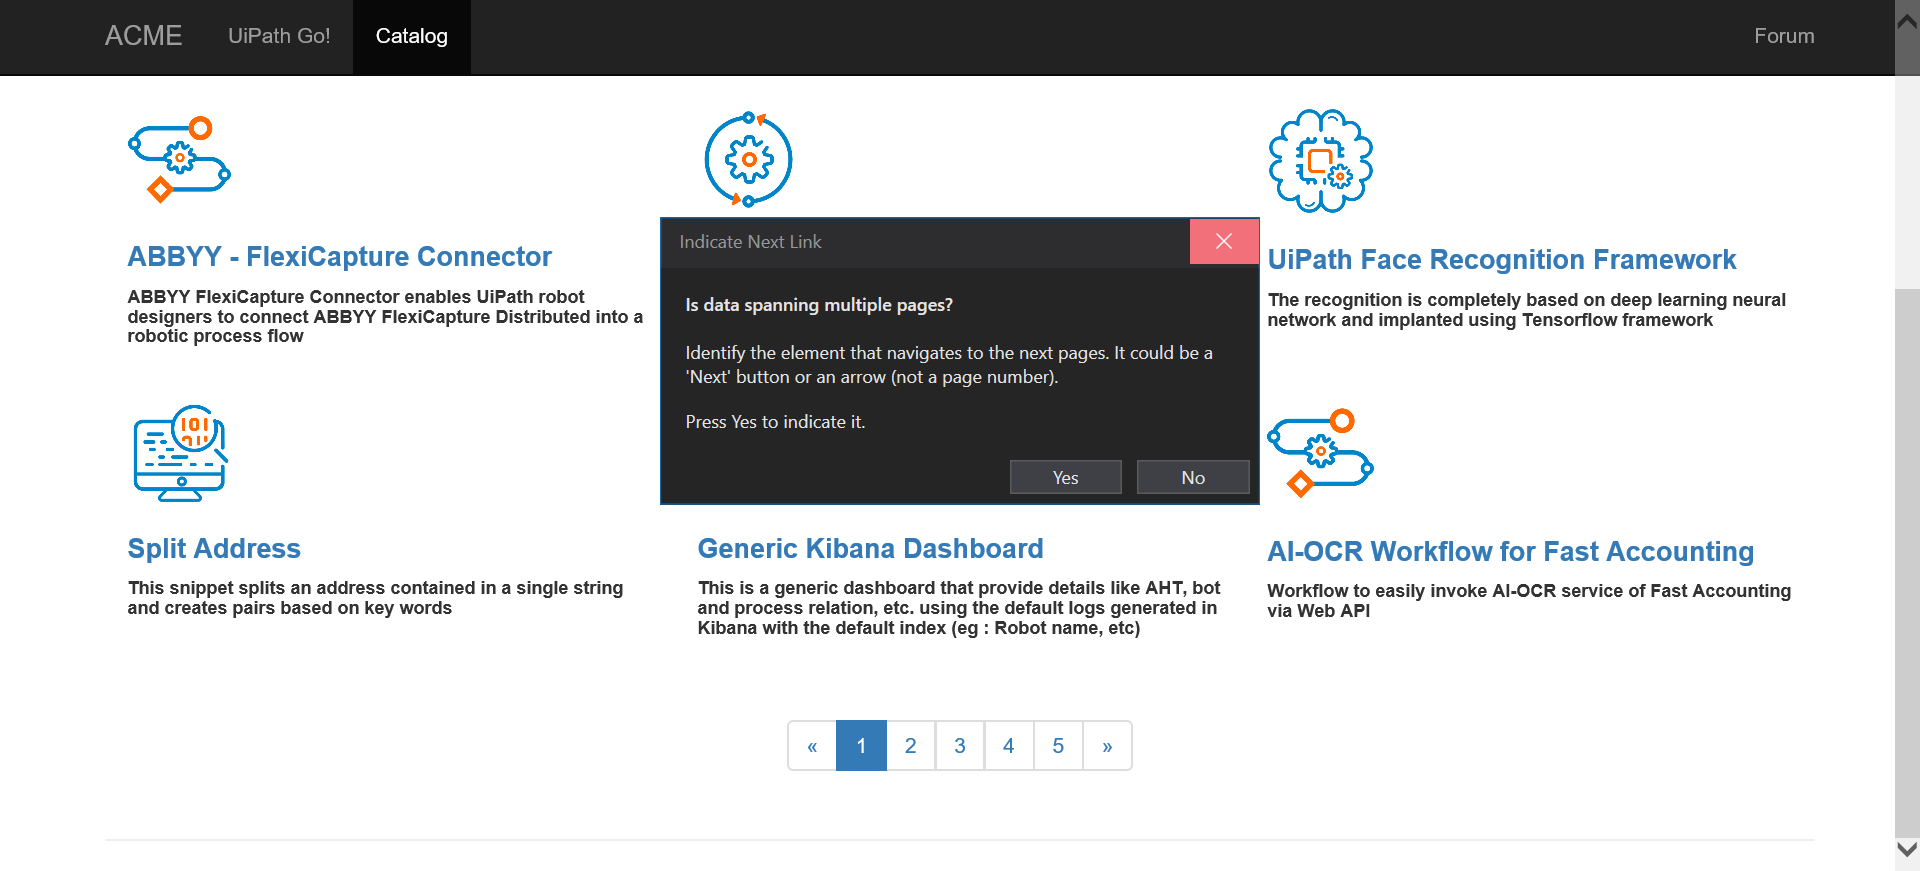 ACME
UiPath Go!
Catalog
Forum
ABBYY - FlexiCapture Connector
ABBYY FlexiCapture Connector enables UiPath robot
designers to connect ABBYY FlexiCapture Distributed into a
robotic process flow
Indicate Next Link
Is data spanning multiple pages?
Identify the element that navigates to the next pages. It could be a
'Next' button or an arrow (not a page number).
Press Yes to indicate it.
Yes
No
UiPath Face Recognition Framework
The recognition is completely based on deep learning neural
network and implanted using Tensorflow framework
Split Address
This snippet splits an address contained in a single string
and creates pairs based on key words
Generic Kibana Dashboard
This is a generic dashboard that provide details like AHT, bot
and process relation, etc. using the default logs generated in
Kibana with the default index (eg : Robot name, etc)
AI-OCR Workflow for Fast Accounting
Workflow to easily invoke AI-OCR service of Fast Accounting
via Web API
« 1 2 3 4 5 »